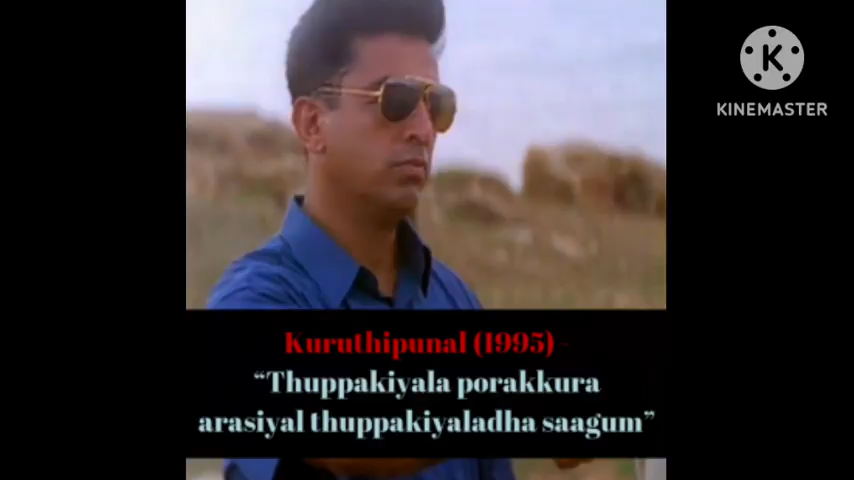 KINEMASTER
Kuruthipunal (1995) -
“Thuppakiyala porakkura
arasiyal thuppakiyaladha saagum”